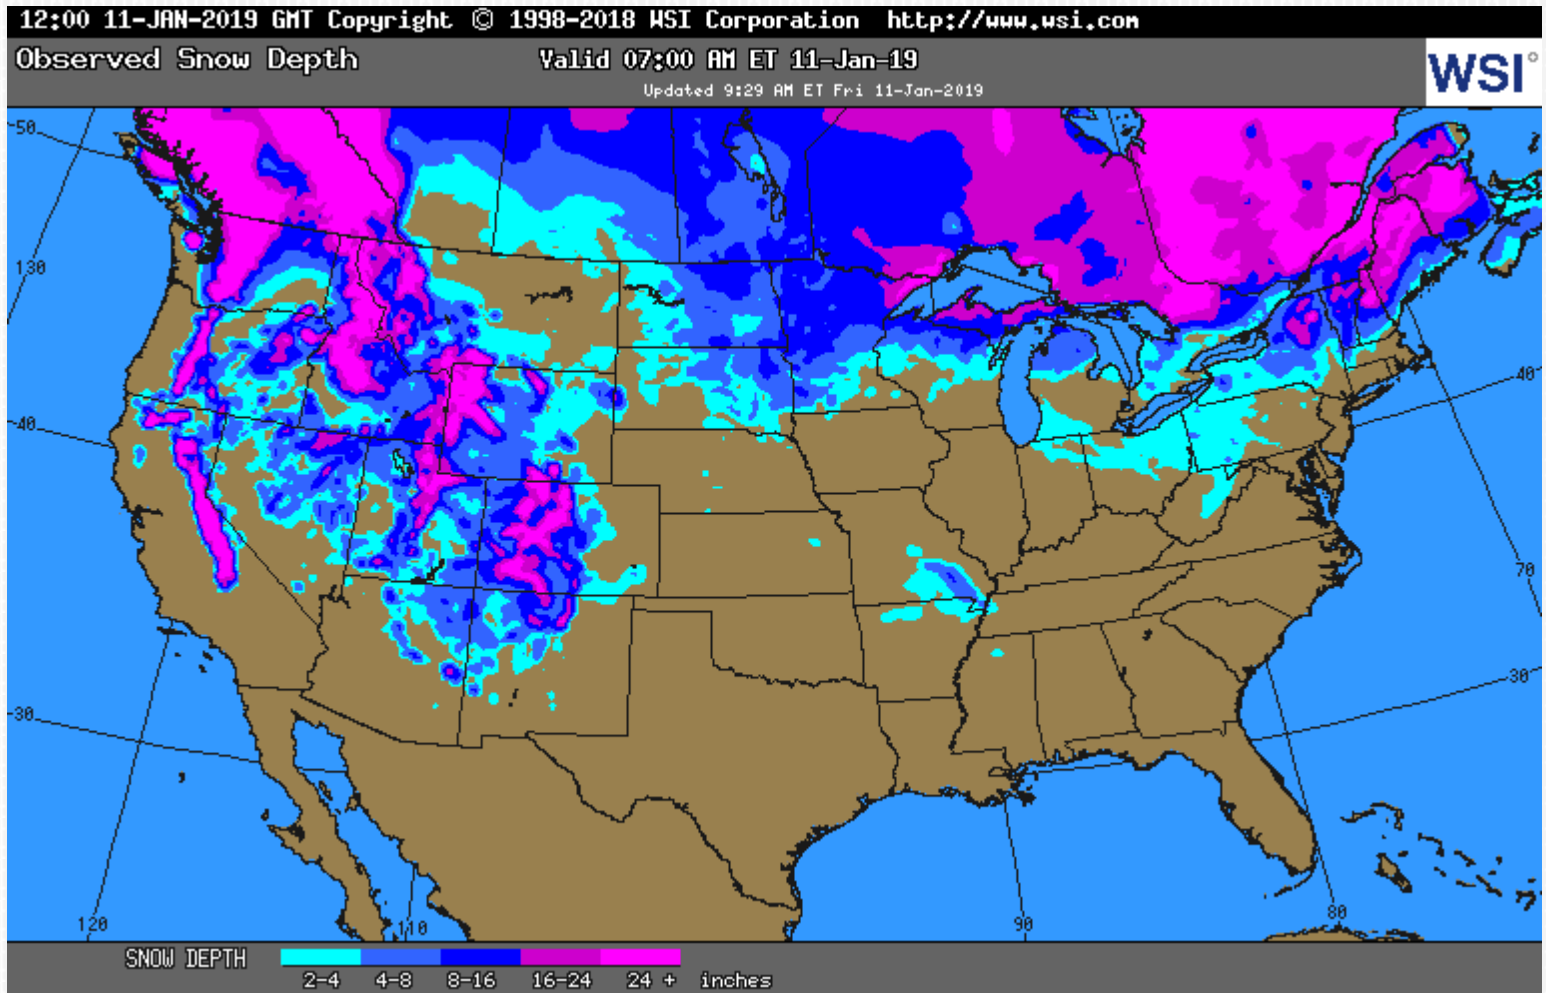 12:00 11-JAN-2019 GMT Copyright © 1998-2018 WSI Corporation http://www.wsi.com
Observed Snow Depth Valid 07:00 AM ET 11-Jan-19
WSI
Updated 9:29 AM ET Fri 11-Jan-2019
50
130
40
40
70
30
30
120
110
90
80
SNOW DEPTH
2-4 4-8 8-16 16-24 24 + inches